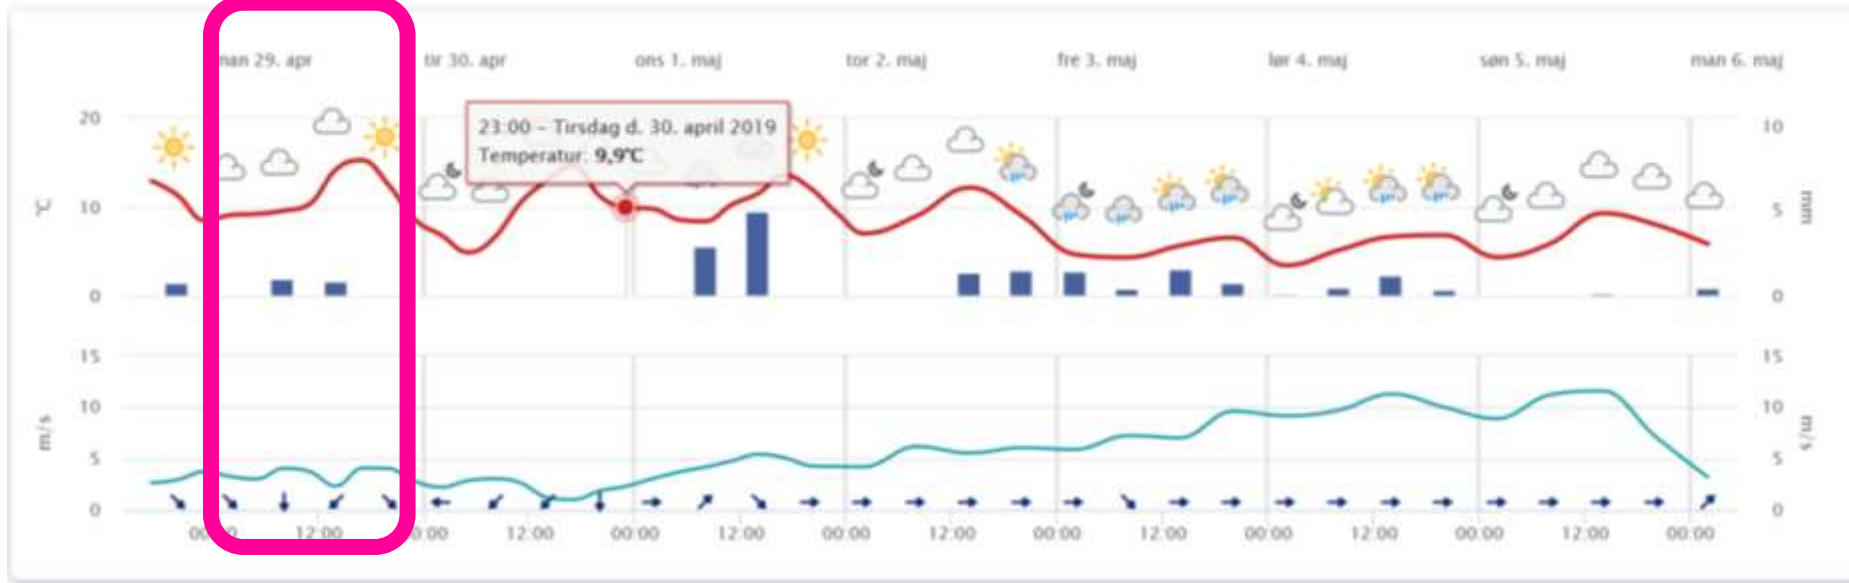 man 29. apr tir 30. apr ons 1. maj tor 2. maj fre 3. maj lør 4. maj søn 5. maj man 6. maj
20 10
23:00 - Tirsdag d. 30. april 2019
Temperatur: 9,9°C
°C 10 5 mm
0 0
15 15
10 10
m/s m/s
5 5
0 0
00:00 12:00 00:00 12:00 00:00 12:00 00:00 12:00 00:00 12:00 00:00 12:00 00:00 12:00 00:00